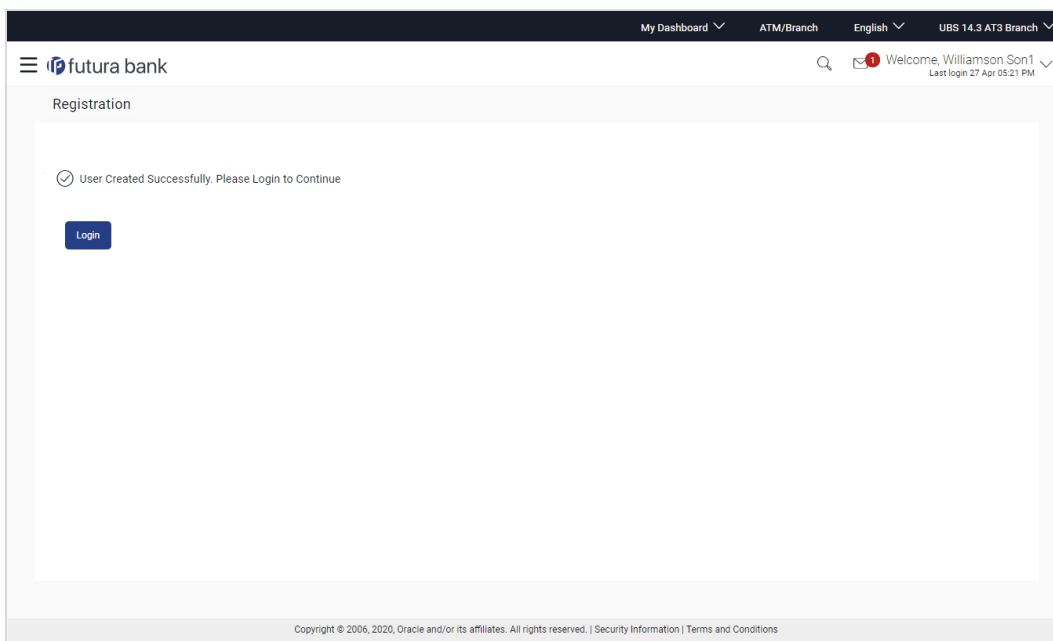 My Dashboard ATM/Branch English UBS 14.3 AT3 Branch
futura bank 1 Welcome, Williamson Son1
Last login 27 Apr 05:21 PM
Registration
User Created Successfully. Please Login to Continue
Login
Copyright © 2006, 2020, Oracle and/or its affiliates. All rights reserved. | Security Information | Terms and Conditions